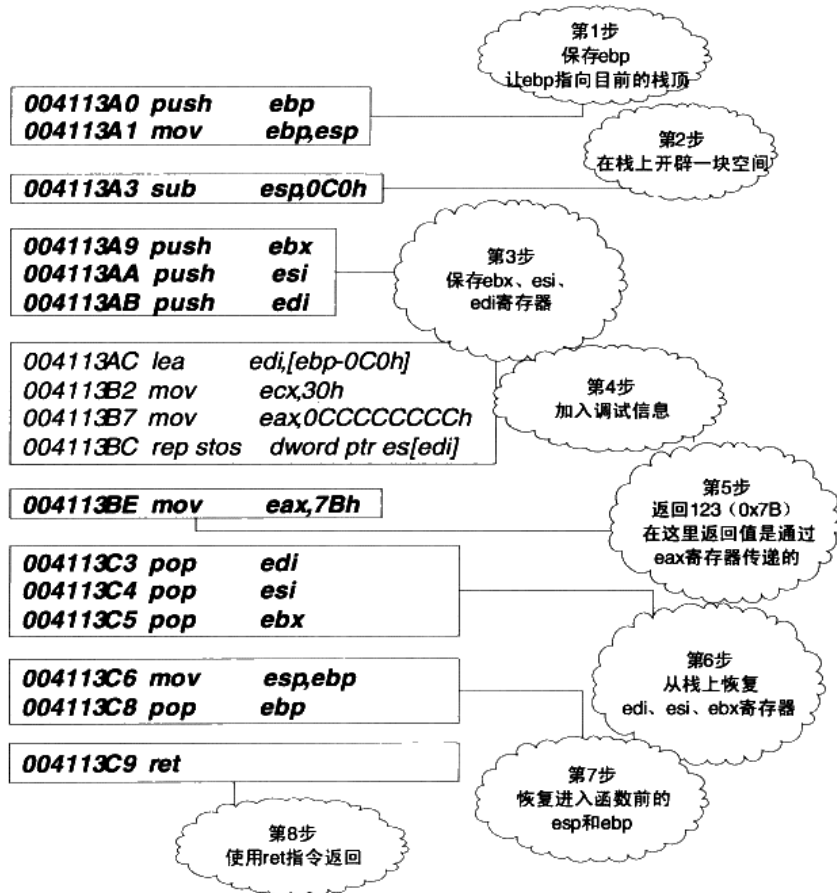 第1步
保存ebp
让ebp指向目前的栈顶
004113A0 push ebp
004113A1 mov ebp,esp
第2步
在栈上开辟一块空间
004113A3 sub esp,0C0h
004113A9 push ebx
004113AA push esi
004113AB push edi
第3步
保存ebx、esi、
edi寄存器
004113AC lea edi,[ebp-0C0h]
004113B2 mov ecx,30h
004113B7 mov eax,0CCCCCCCCh
004113BC rep stos dword ptr es[edi]
第4步
加入调试信息
004113BE mov eax,7Bh
第5步
返回123（0x7B）
在这里返回值是通过
eax寄存器传递的
004113C3 pop edi
004113C4 pop esi
004113C5 pop ebx
第6步
从栈上恢复
edi、esi、ebx寄存器
004113C6 mov esp,ebp
004113C8 pop ebp
第7步
恢复进入函数前的
esp和ebp
004113C9 ret
第8步
使用ret指令返回